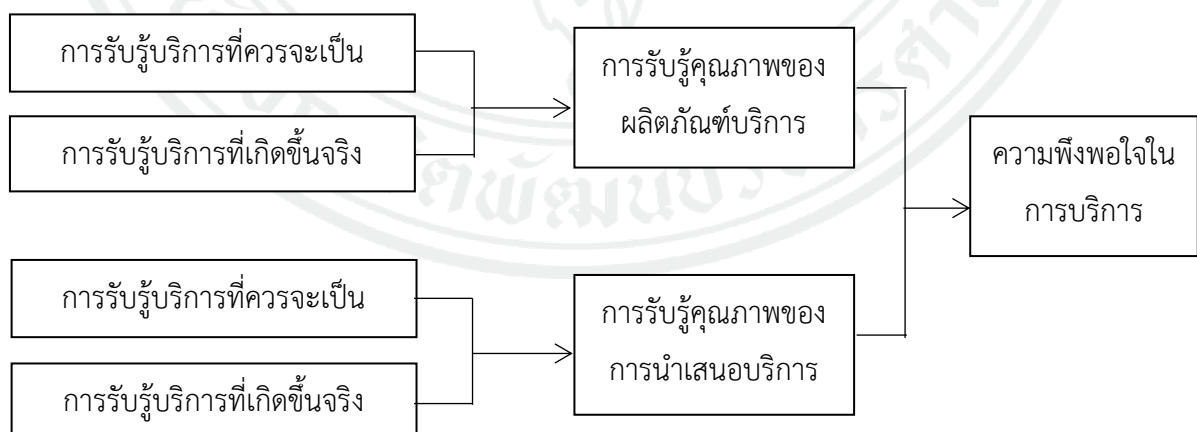 การรับรู้บริการที่ควรจะเป็น
การรับรู้บริการที่เกิดขึ้นจริง
การรับรู้คุณภาพของ
ผลิตภัณฑ์บริการ
ความพึงพอใจใน
การบริการ
การรับรู้บริการที่ควรจะเป็น
การรับรู้บริการที่เกิดขึ้นจริง
การรับรู้คุณภาพของ
การนำเสนอบริการ